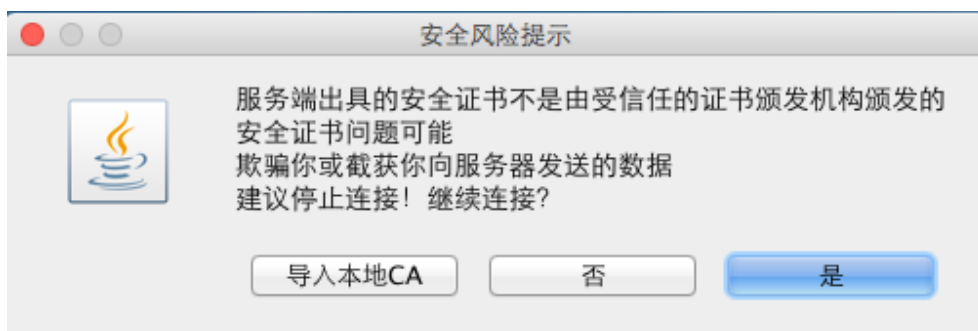 安全风险提示
服务端出具的安全证书不是由受信任的证书颁发机构颁发的
安全证书问题可能
欺骗你或截获你向服务器发送的数据
建议停止连接！继续连接?
导入本地CA
否
是